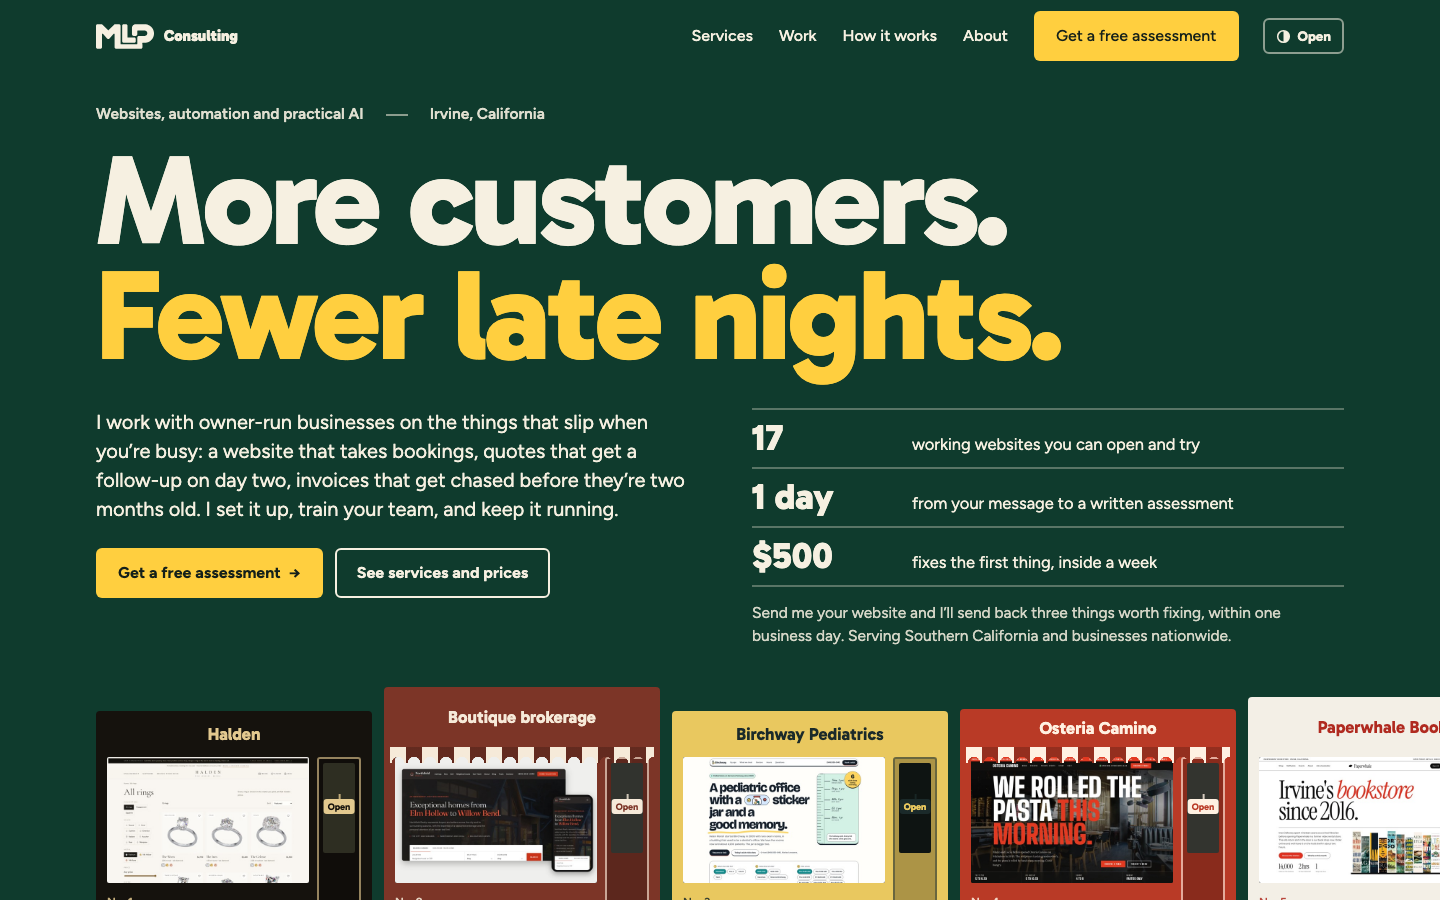 MLP Consulting
Services
Work
How it works
About
Get a free assessment
Open
Websites, automation and practical AI — Irvine, California
More customers.
Fewer late nights.
I work with owner-run businesses on the things that slip when
you're busy: a website that takes bookings, quotes that get a
follow-up on day two, invoices that get chased before they're two
months old. I set it up, train your team, and keep it running.
Get a free assessment →
See services and prices
17 working websites you can open and try
1 day from your message to a written assessment
$500 fixes the first thing, inside a week
Send me your website and I'll send back three things worth fixing, within one
business day. Serving Southern California and businesses nationwide.
Halden
All rings
Open
Boutique brokerage
Exceptional homes from
Elm Hollow to Willow Bend.
Open
Birchway Pediatrics
A pediatric office
with a sticker
jar and a
good memory.
Open
Osteria Camino
WE ROLLED THE
PASTA THIS
MORNING.
Open
Paperwhale
Irvine's bookstore
since 2016.